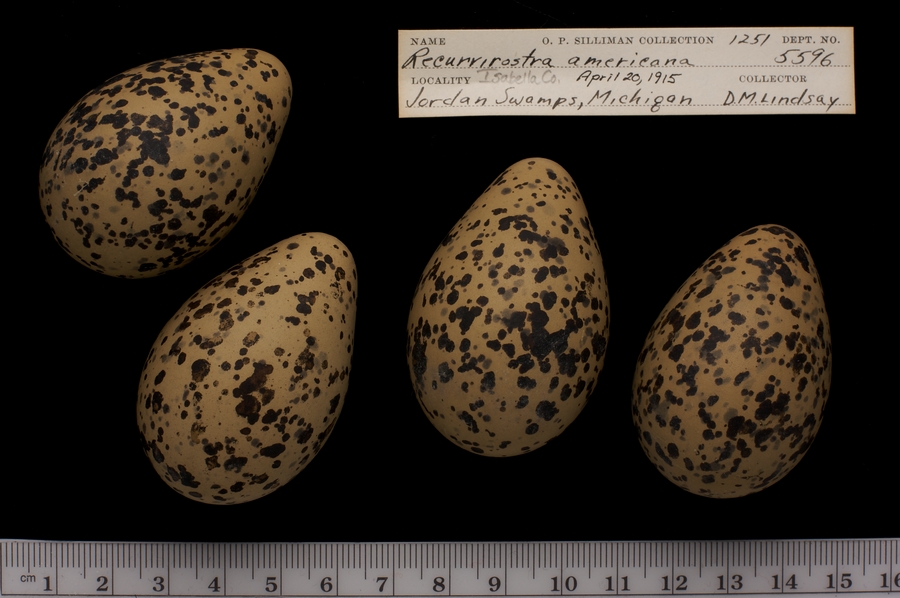 NAME O. P. SILLIMAN COLLECTION 1251 DEPT. NO.
Recurvirostra americana 5596
LOCALITY Isabella Co. April 20, 1915 COLLECTOR
Jordan Swamps, Michigan D.M. Lindsay
cm 1 2 3 4 5 6 7 8 9 10 11 12 13 14 15 16